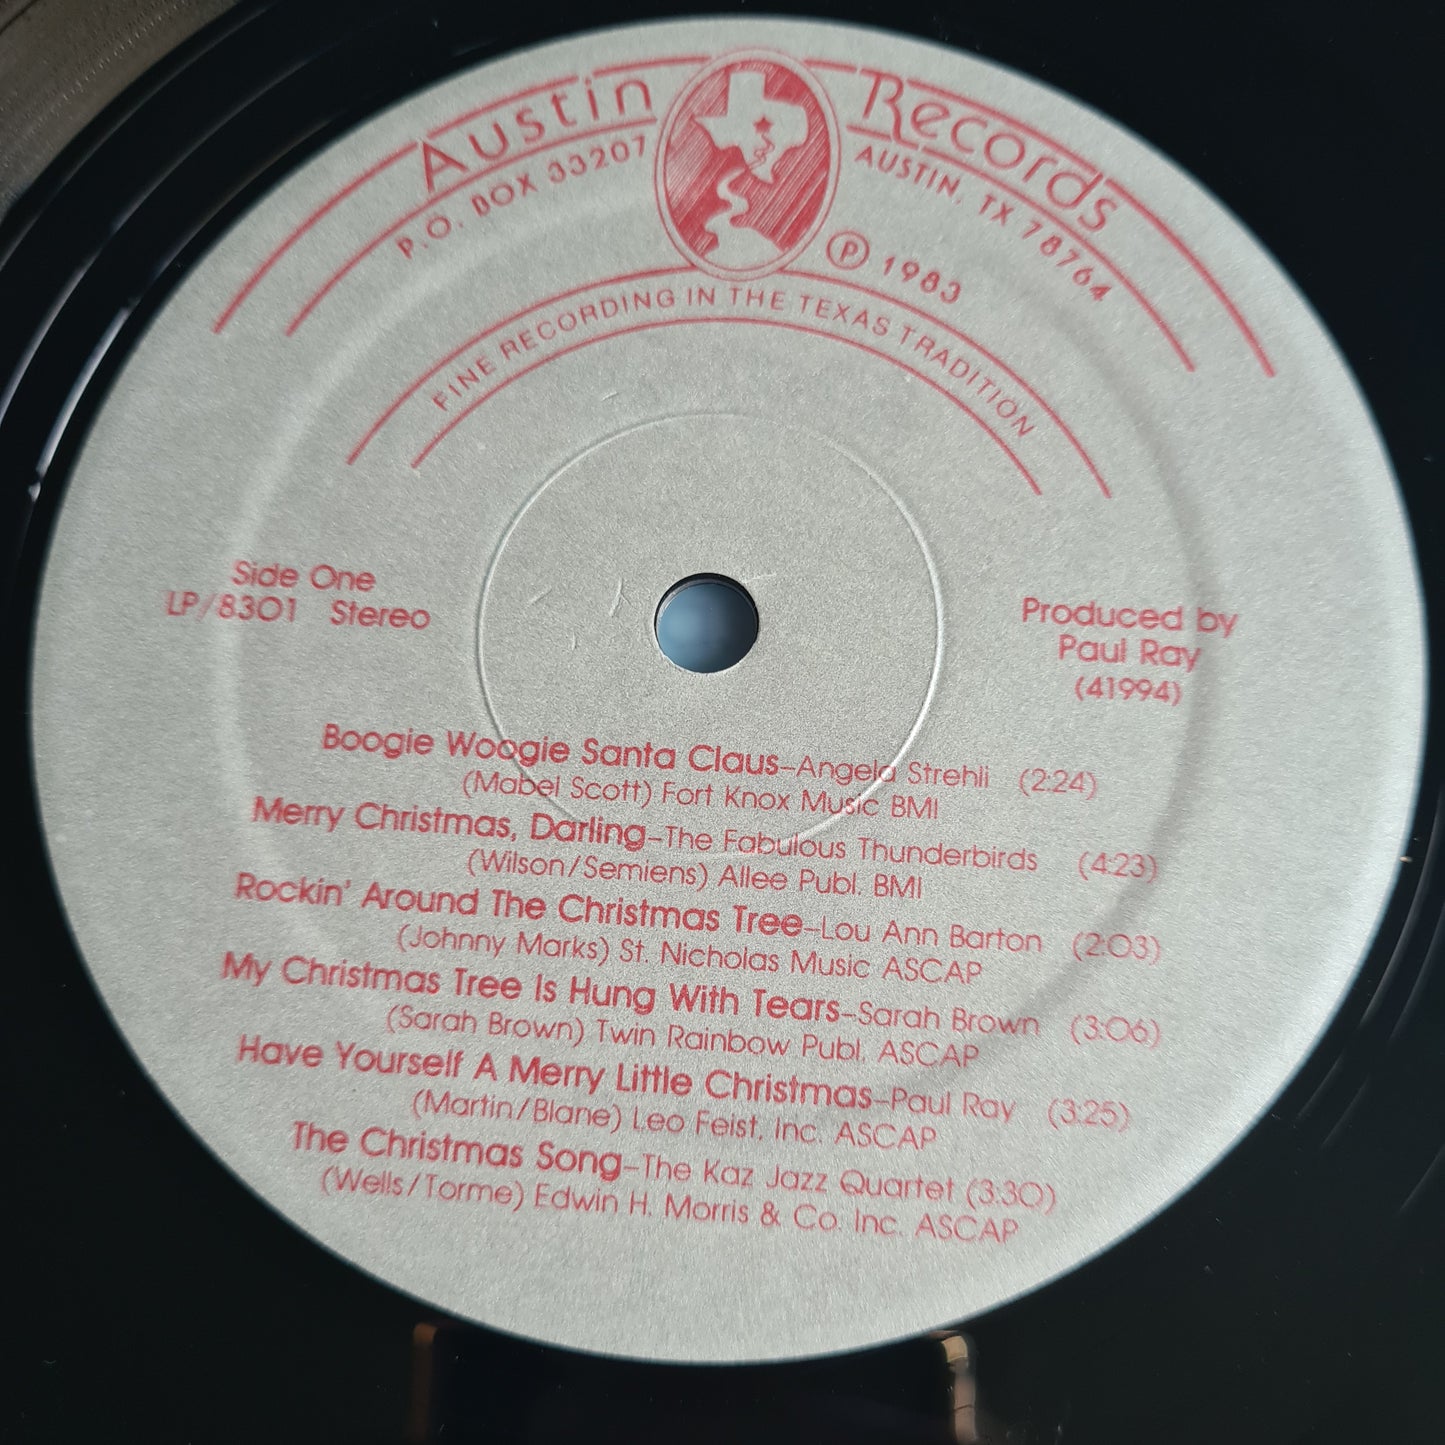 Austin Records
P.O. BOX 33207 AUSTIN, TX 78764
℗ 1983
FINE RECORDING IN THE TEXAS TRADITION
Side One
LP/8301 Stereo
Produced by
Paul Ray
(41994)
Boogie Woogie Santa Claus–Angela Strehli (2:24)
(Mabel Scott) Fort Knox Music BMI
Merry Christmas, Darling–The Fabulous Thunderbirds (4:23)
(Wilson/Semiens) Allee Publ. BMI
Rockin' Around The Christmas Tree–Lou Ann Barton (2:03)
(Johnny Marks) St. Nicholas Music ASCAP
My Christmas Tree Is Hung With Tears–Sarah Brown (3:06)
(Sarah Brown) Twin Rainbow Publ. ASCAP
Have Yourself A Merry Little Christmas–Paul Ray (3:25)
(Martin/Blane) Leo Feist, Inc. ASCAP
The Christmas Song–The Kaz Jazz Quartet (3:30)
(Wells/Torme) Edwin H. Morris & Co. Inc. ASCAP